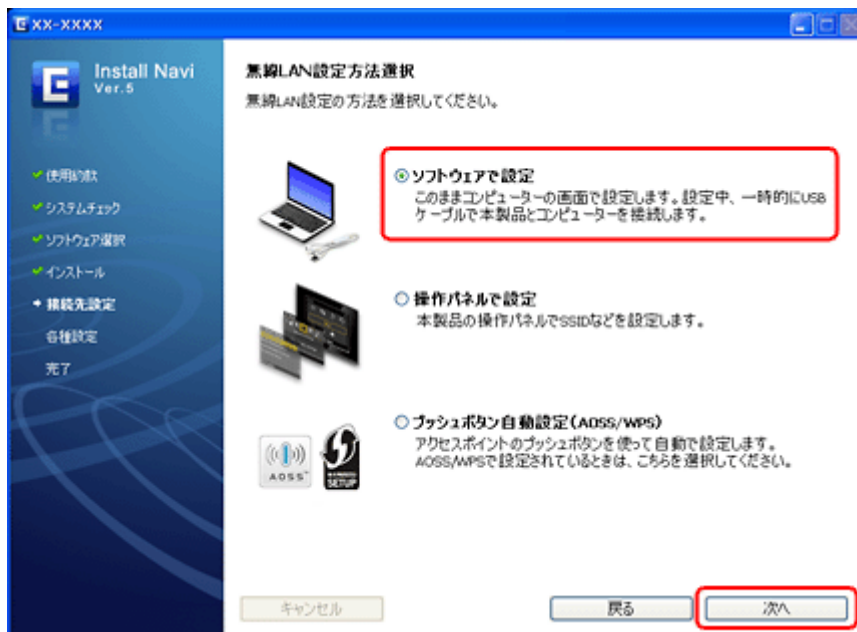 XX-XXXX
Install Navi
Ver.5
無線LAN設定方法選択
無線LAN設定の方法を選択してください。
使用約款
システムチェック
ソフトウェア選択
インストール
接続先設定
各種設定
完了
ソフトウェアで設定
このままコンピューターの画面で設定します。設定中、一時的にUSB
ケーブルで本製品とコンピューターを接続します。
操作パネルで設定
本製品の操作パネルでSSIDなどを設定します。
プッシュボタン自動設定(AOSS/WPS)
アクセスポイントのプッシュボタンを使って自動で設定します。
AOSS/WPSで設定されているときは、こちらを選択してください。
AOSS™
SETUP
キャンセル
戻る
次へ